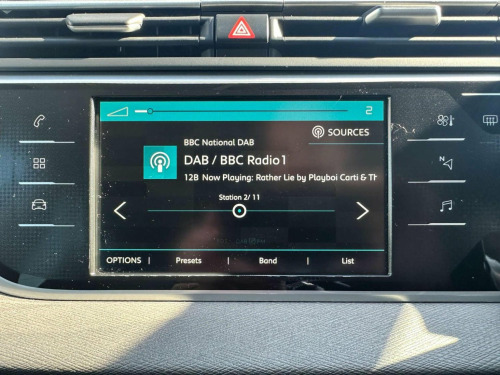 2
SOURCES
BBC National DAB
DAB / BBC Radio 1
12B Now Playing: Rather Lie by Playboi Carti & Th
Station 2/ 11
OPTIONS | Presets | Band | List
N